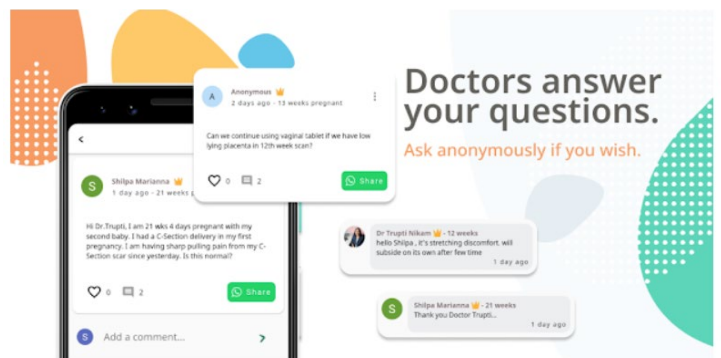 Doctors answer
your questions.
Ask anonymously if you wish.
A
Anonymous
2 days ago - 13 weeks pregnant
Can we continue using vaginal tablet if we have low
lying placenta in 12th week scan?
0 2 Share
S
Shilpa Marianna
1 day ago - 21 weeks
Hi Dr.Trupti, I am 21 wks 4 days pregnant with my
second baby. I had a C-Section delivery in my first
pregnancy. I am having sharp pulling pain from my C-
Section scar since yesterday. Is this normal?
0 2 Share
S Add a comment...
Dr Trupti Nikam - 12 weeks
hello Shilpa , it's stretching discomfort. will
subside on its own after few time
1 day ago
S
Shilpa Marianna - 21 weeks
Thank you Doctor Trupti...
1 day ago